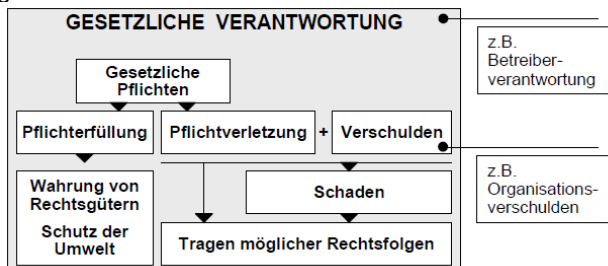 GESETZLICHE VERANTWORTUNG
z.B.
Betreiber-
verantwortung
Gesetzliche
Pflichten
Pflichterfüllung
Pflichtverletzung + Verschulden
Wahrung von
Rechtsgütern
Schutz der
Umwelt
Schaden
Tragen möglicher Rechtsfolgen
z.B.
Organisations-
verschulden